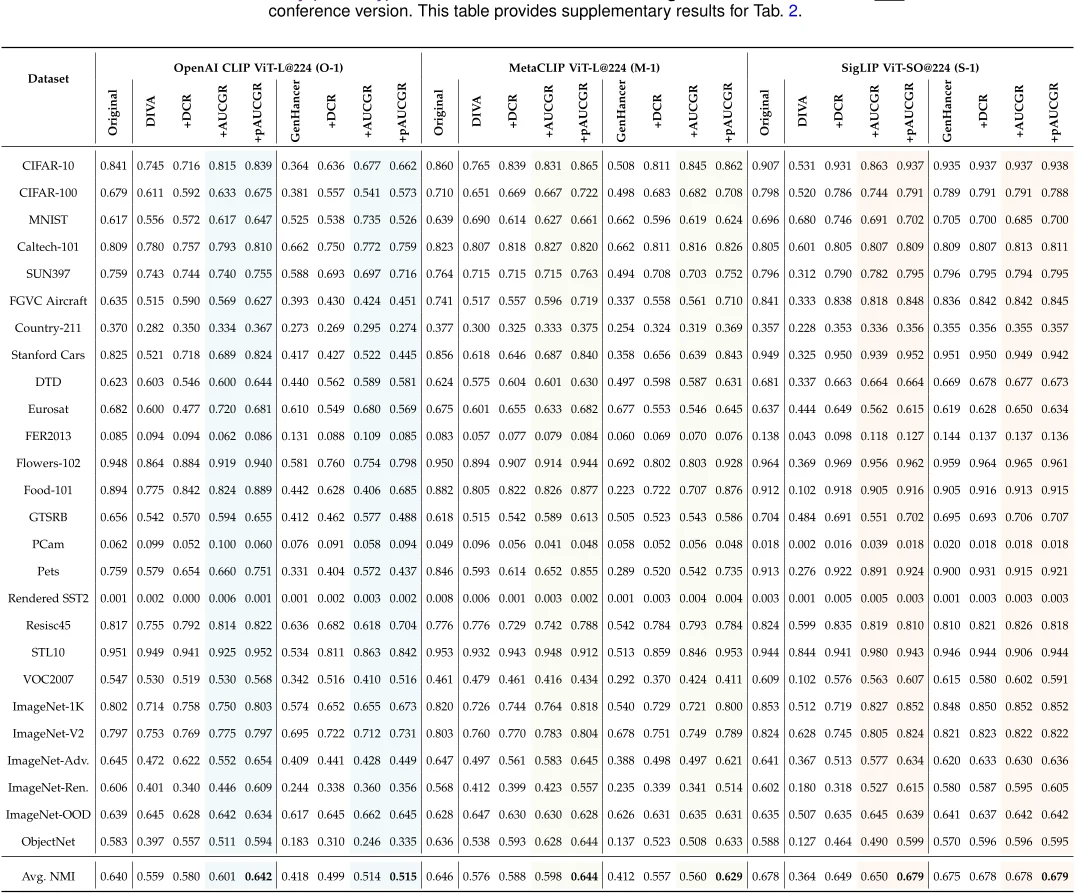 conference version. This table provides supplementary results for Tab. 2.
Dataset OpenAI CLIP ViT-L@224 (O-1) MetaCLIP ViT-L@224 (M-1) SigLIP ViT-SO@224 (S-1)
Original DIVA +DCR +AUCGR +pAUCGR GenHancer +DCR +AUCGR +pAUCGR Original DIVA +DCR +AUCGR +pAUCGR GenHancer +DCR +AUCGR +pAUCGR Original DIVA +DCR +AUCGR +pAUCGR GenHancer +DCR +AUCGR +pAUCGR
CIFAR-10 0.841 0.745 0.716 0.815 0.839 0.364 0.636 0.677 0.662 0.860 0.765 0.839 0.831 0.865 0.508 0.811 0.845 0.862 0.907 0.531 0.931 0.863 0.937 0.935 0.937 0.937 0.938
CIFAR-100 0.679 0.611 0.592 0.633 0.675 0.381 0.557 0.541 0.573 0.710 0.651 0.669 0.667 0.722 0.498 0.683 0.682 0.708 0.798 0.520 0.786 0.744 0.791 0.789 0.791 0.791 0.788
MNIST 0.617 0.556 0.572 0.617 0.647 0.525 0.538 0.735 0.526 0.639 0.690 0.614 0.627 0.661 0.662 0.596 0.619 0.624 0.696 0.680 0.746 0.691 0.702 0.705 0.700 0.685 0.700
Caltech-101 0.809 0.780 0.757 0.793 0.810 0.662 0.750 0.772 0.759 0.823 0.807 0.818 0.827 0.820 0.662 0.811 0.816 0.826 0.805 0.601 0.805 0.807 0.809 0.809 0.807 0.813 0.811
SUN397 0.759 0.743 0.744 0.740 0.755 0.588 0.693 0.697 0.716 0.764 0.715 0.715 0.715 0.763 0.494 0.708 0.703 0.752 0.796 0.312 0.790 0.782 0.795 0.796 0.795 0.794 0.795
FGVC Aircraft 0.635 0.515 0.590 0.569 0.627 0.393 0.430 0.424 0.451 0.741 0.517 0.557 0.596 0.719 0.337 0.558 0.561 0.710 0.841 0.333 0.838 0.818 0.848 0.836 0.842 0.842 0.845
Country-211 0.370 0.282 0.350 0.334 0.367 0.273 0.269 0.295 0.274 0.377 0.300 0.325 0.333 0.375 0.254 0.324 0.319 0.369 0.357 0.228 0.353 0.336 0.356 0.355 0.356 0.355 0.357
Stanford Cars 0.825 0.521 0.718 0.689 0.824 0.417 0.427 0.522 0.445 0.856 0.618 0.646 0.687 0.840 0.358 0.656 0.639 0.843 0.949 0.325 0.950 0.939 0.952 0.951 0.950 0.949 0.942
DTD 0.623 0.603 0.546 0.600 0.644 0.440 0.562 0.589 0.581 0.624 0.575 0.604 0.601 0.630 0.497 0.598 0.587 0.631 0.681 0.337 0.663 0.664 0.664 0.669 0.678 0.677 0.673
Eurosat 0.682 0.600 0.477 0.720 0.681 0.610 0.549 0.680 0.569 0.675 0.601 0.655 0.633 0.682 0.677 0.553 0.546 0.645 0.637 0.444 0.649 0.562 0.615 0.619 0.628 0.650 0.634
FER2013 0.085 0.094 0.094 0.062 0.086 0.131 0.088 0.109 0.085 0.083 0.057 0.077 0.079 0.084 0.060 0.069 0.070 0.076 0.138 0.043 0.098 0.118 0.127 0.144 0.137 0.137 0.136
Flowers-102 0.948 0.864 0.884 0.919 0.940 0.581 0.760 0.754 0.798 0.950 0.894 0.907 0.914 0.944 0.692 0.802 0.803 0.928 0.964 0.369 0.969 0.956 0.962 0.959 0.964 0.965 0.961
Food-101 0.894 0.775 0.842 0.824 0.889 0.442 0.628 0.406 0.685 0.882 0.805 0.822 0.826 0.877 0.223 0.722 0.707 0.876 0.912 0.102 0.918 0.905 0.916 0.905 0.916 0.913 0.915
GTSRB 0.656 0.542 0.570 0.594 0.655 0.412 0.462 0.577 0.488 0.618 0.515 0.542 0.589 0.613 0.505 0.523 0.543 0.586 0.704 0.484 0.691 0.551 0.702 0.695 0.693 0.706 0.707
PCam 0.062 0.099 0.052 0.100 0.060 0.076 0.091 0.058 0.094 0.049 0.096 0.056 0.041 0.048 0.058 0.052 0.056 0.048 0.018 0.002 0.016 0.039 0.018 0.020 0.018 0.018 0.018
Pets 0.759 0.579 0.654 0.660 0.751 0.331 0.404 0.572 0.437 0.846 0.593 0.614 0.652 0.855 0.289 0.520 0.542 0.735 0.913 0.276 0.922 0.891 0.924 0.900 0.931 0.915 0.921
Rendered SST2 0.001 0.002 0.000 0.006 0.001 0.001 0.002 0.003 0.002 0.008 0.006 0.001 0.003 0.002 0.001 0.003 0.004 0.004 0.003 0.001 0.005 0.005 0.003 0.001 0.003 0.003 0.003
Resisc45 0.817 0.755 0.792 0.814 0.822 0.636 0.682 0.618 0.704 0.776 0.776 0.729 0.742 0.788 0.542 0.784 0.793 0.784 0.824 0.599 0.835 0.819 0.810 0.810 0.821 0.826 0.818
STL10 0.951 0.949 0.941 0.925 0.952 0.534 0.811 0.863 0.842 0.953 0.932 0.943 0.948 0.912 0.513 0.859 0.846 0.953 0.944 0.844 0.941 0.980 0.943 0.946 0.944 0.906 0.944
VOC2007 0.547 0.530 0.519 0.530 0.568 0.342 0.516 0.410 0.516 0.461 0.479 0.461 0.416 0.434 0.292 0.370 0.424 0.411 0.609 0.102 0.576 0.563 0.607 0.615 0.580 0.602 0.591
ImageNet-1K 0.802 0.714 0.758 0.750 0.803 0.574 0.652 0.655 0.673 0.820 0.726 0.744 0.764 0.818 0.540 0.729 0.721 0.800 0.853 0.512 0.719 0.827 0.852 0.848 0.850 0.852 0.852
ImageNet-V2 0.797 0.753 0.769 0.775 0.797 0.695 0.722 0.712 0.731 0.803 0.760 0.770 0.783 0.804 0.678 0.751 0.749 0.789 0.824 0.628 0.745 0.805 0.824 0.821 0.823 0.822 0.822
ImageNet-Adv. 0.645 0.472 0.622 0.552 0.654 0.409 0.441 0.428 0.449 0.647 0.497 0.561 0.583 0.645 0.388 0.498 0.497 0.621 0.641 0.367 0.513 0.577 0.634 0.620 0.633 0.630 0.636
ImageNet-Ren. 0.606 0.401 0.340 0.446 0.609 0.244 0.338 0.360 0.356 0.568 0.412 0.399 0.423 0.557 0.235 0.339 0.341 0.514 0.602 0.180 0.318 0.527 0.615 0.580 0.587 0.595 0.605
ImageNet-OOD 0.639 0.645 0.628 0.642 0.634 0.617 0.645 0.662 0.645 0.628 0.647 0.630 0.630 0.628 0.626 0.631 0.635 0.631 0.635 0.507 0.635 0.645 0.639 0.641 0.637 0.642 0.642
ObjectNet 0.583 0.397 0.557 0.511 0.594 0.183 0.310 0.246 0.335 0.636 0.538 0.593 0.628 0.644 0.137 0.523 0.508 0.633 0.588 0.127 0.464 0.490 0.599 0.570 0.596 0.596 0.595
Avg. NMI 0.640 0.559 0.580 0.601 0.642 0.418 0.499 0.514 0.515 0.646 0.576 0.588 0.598 0.644 0.412 0.557 0.560 0.629 0.678 0.364 0.649 0.650 0.679 0.675 0.678 0.678 0.679